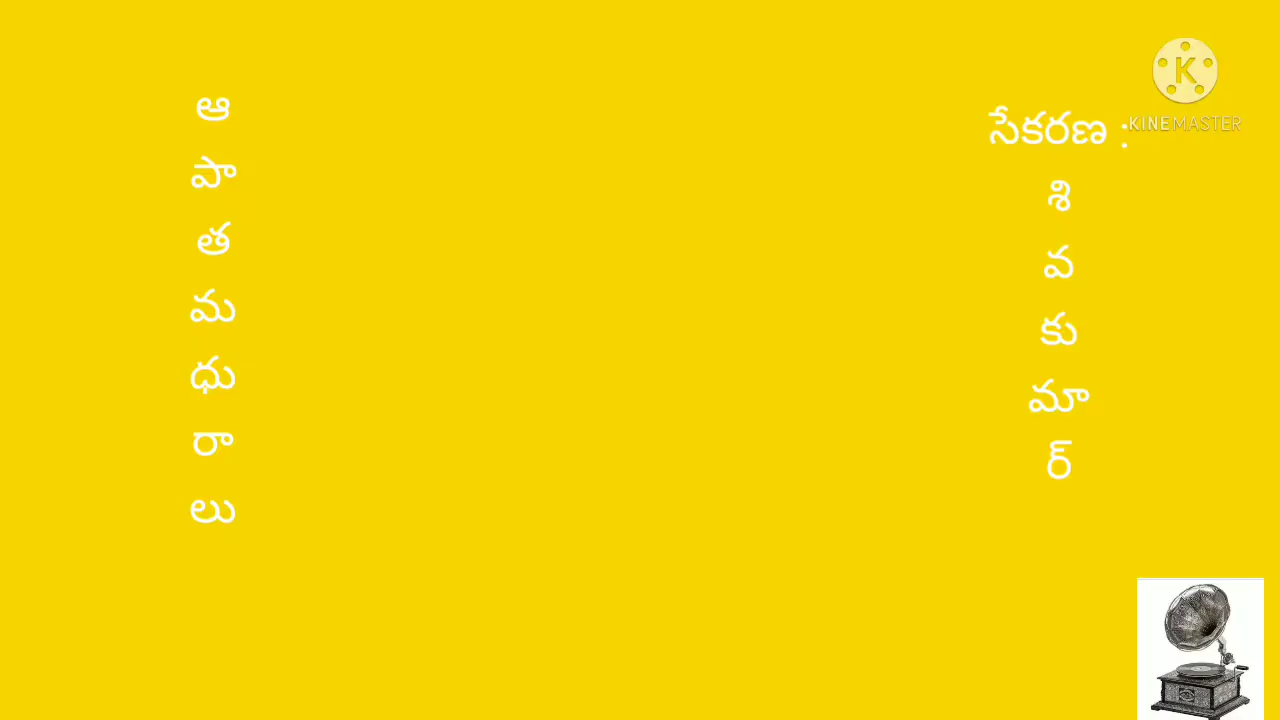 ఆ
పా
త
మ
ధు
రా
లు
సేకరణ :
శి
వ
కు
మా
ర్
KINEMASTER